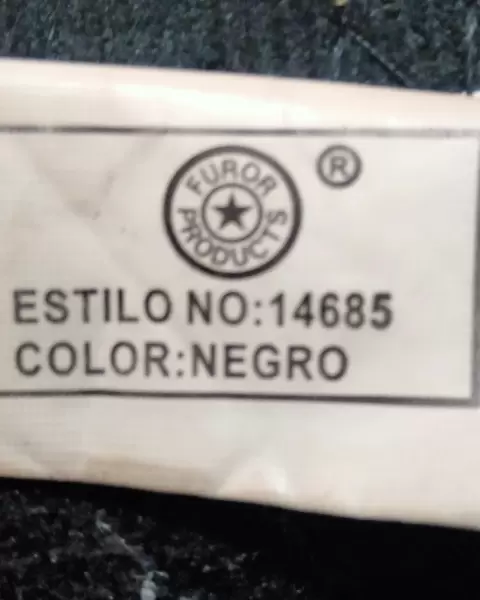 FUROR
PRODUCTS
®
ESTILO NO:14685
COLOR:NEGRO